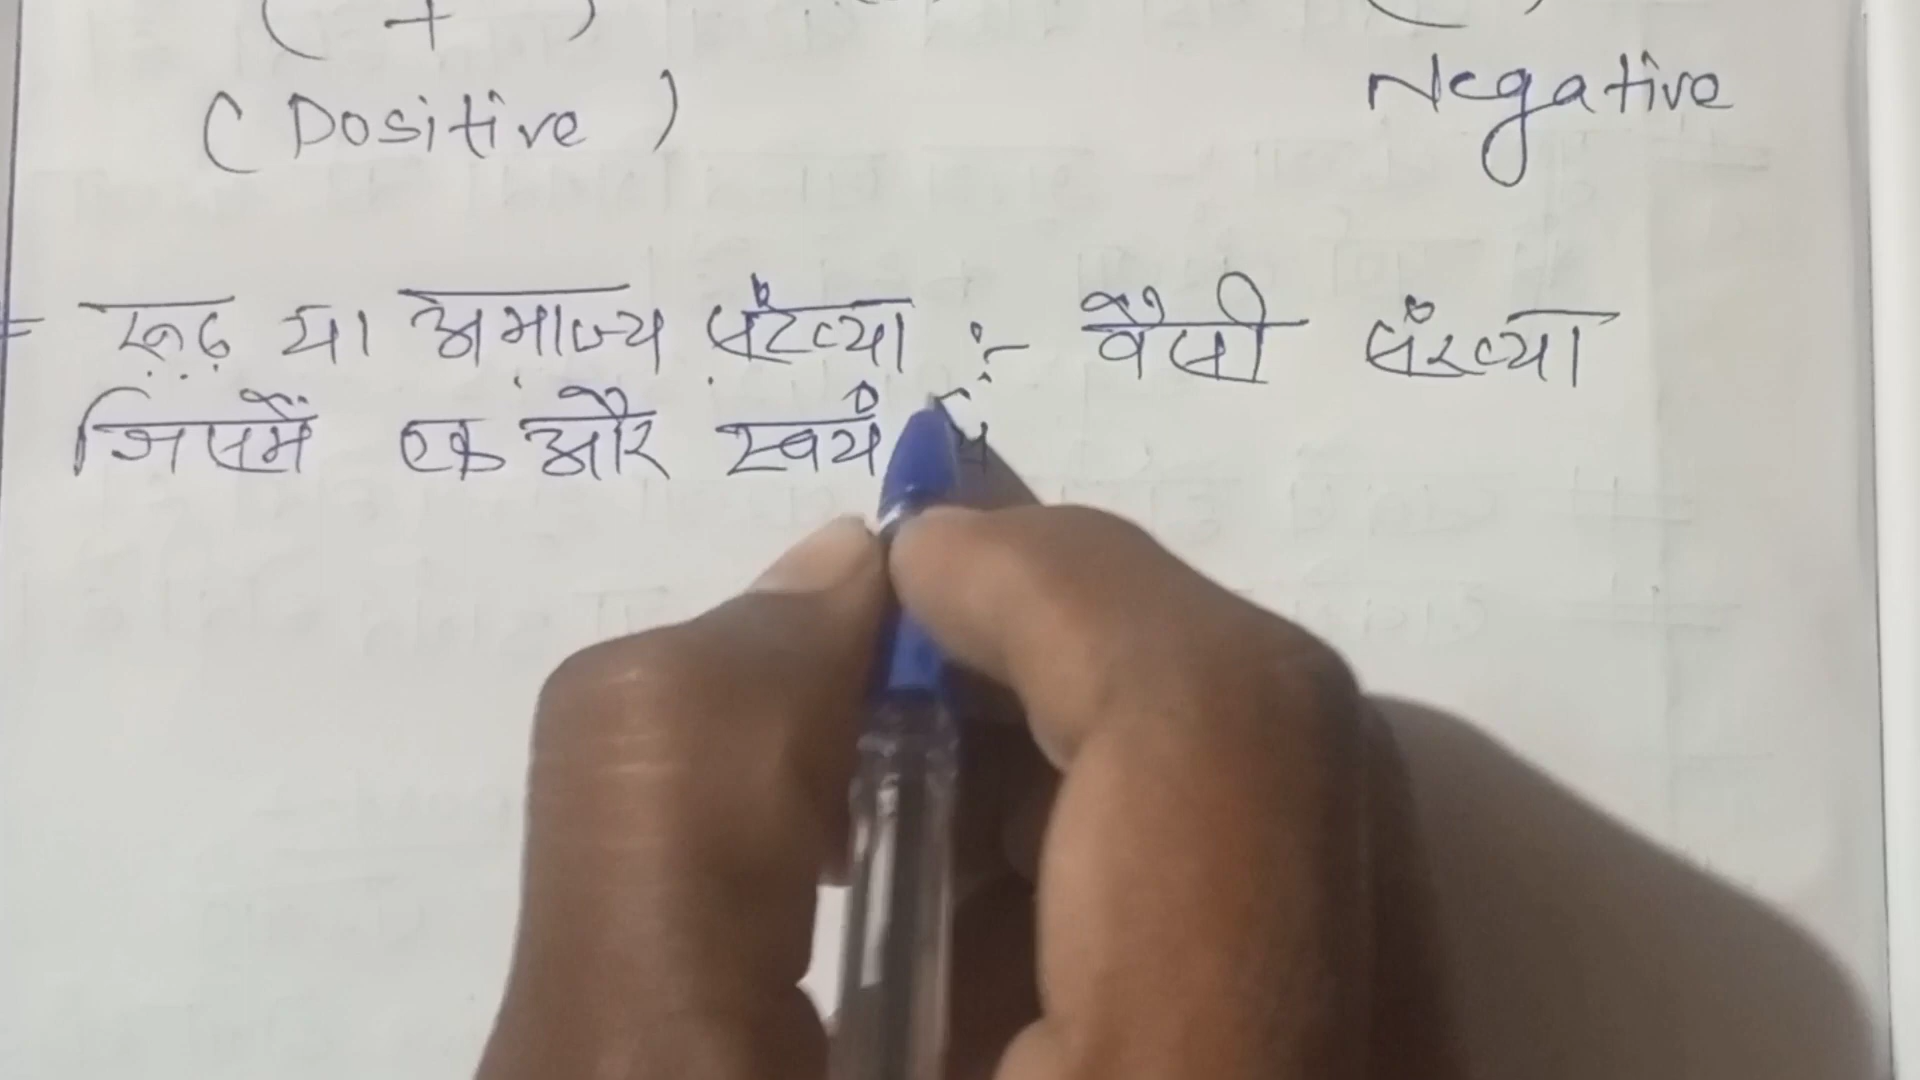 ( + )
( Positive ) Negative
= रूढ़ या अभाज्य संख्या :- वैसी संख्या
जिसमें एक और स्वयं से